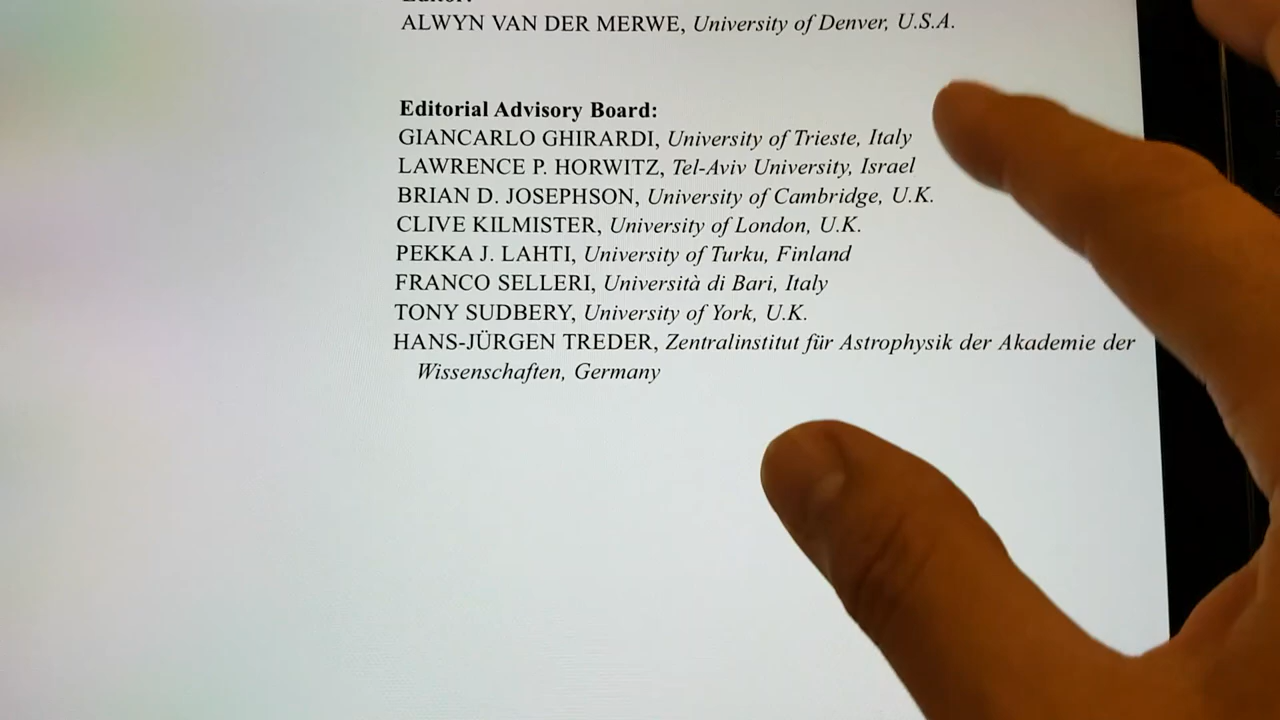 Editor:
ALWYN VAN DER MERWE, University of Denver, U.S.A.
Editorial Advisory Board:
GIANCARLO GHIRARDI, University of Trieste, Italy
LAWRENCE P. HORWITZ, Tel-Aviv University, Israel
BRIAN D. JOSEPHSON, University of Cambridge, U.K.
CLIVE KILMISTER, University of London, U.K.
PEKKA J. LAHTI, University of Turku, Finland
FRANCO SELLERI, Università di Bari, Italy
TONY SUDBERY, University of York, U.K.
HANS-JÜRGEN TREDER, Zentralinstitut für Astrophysik der Akademie der
Wissenschaften, Germany